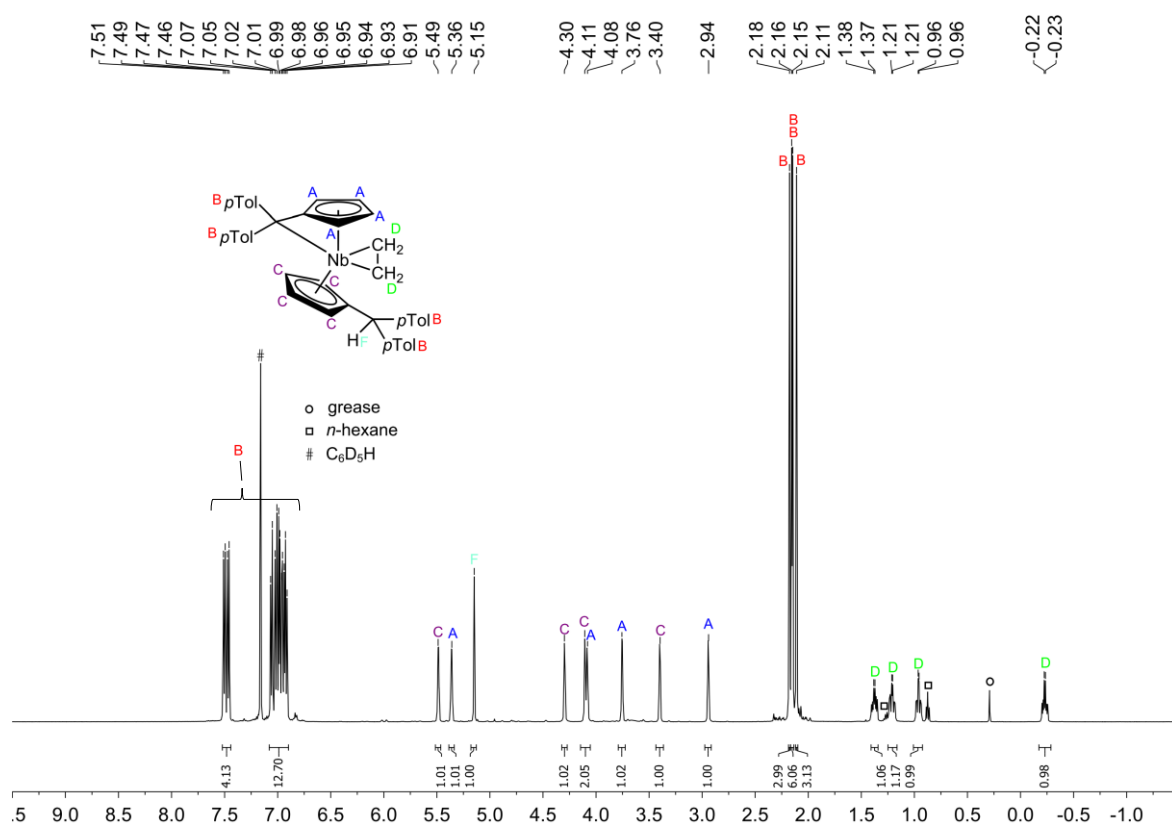 7.51 7.49 7.47 7.46 7.07 7.05 7.02 7.01 6.99 6.98 6.96 6.95 6.94 6.93 6.91 5.49 5.36 5.15 4.30 4.11 4.08 3.76 3.40 2.94 2.18 2.16 2.15 2.11 1.38 1.37 1.21 1.21 0.96 0.96 -0.22 -0.23
B
B
B B
A A
B pTol
A
B pTol
D
A
CH2
Nb
C C
CH2
C
D
C
pTol B
H F
pTol B
#
o grease
□ n-hexane
# C6D5H
B
F
C A
C C A A C A
D □ D D □ o D
4.13 12.70 1.01 1.01 1.00 1.02 2.05 1.02 1.00 1.00 2.99 6.06 3.13 1.06 1.17 0.99 0.98
.5 9.0 8.5 8.0 7.5 7.0 6.5 6.0 5.5 5.0 4.5 4.0 3.5 3.0 2.5 2.0 1.5 1.0 0.5 0.0 -0.5 -1.0